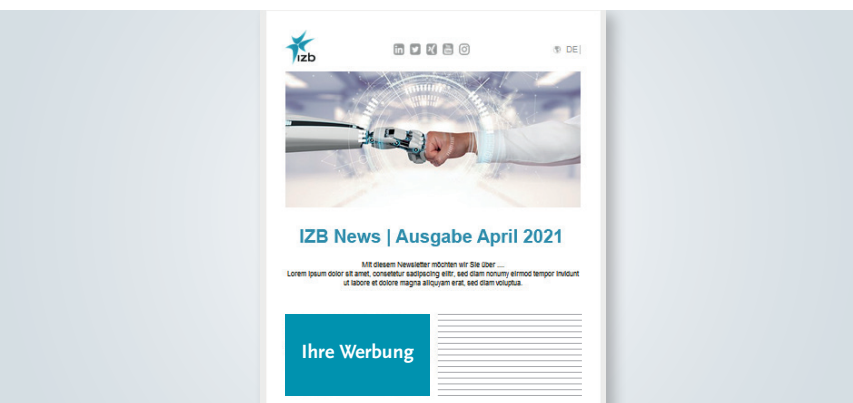 izb
DE|
IZB News | Ausgabe April 2021
Mit diesem Newsletter möchten wir Sie über ....
Lorem ipsum dolor sit amet, consetetur sadipscing elitr, sed diam nonumy eirmod tempor invidunt
ut labore et dolore magna aliquyam erat, sed diam voluptua.
Ihre Werbung